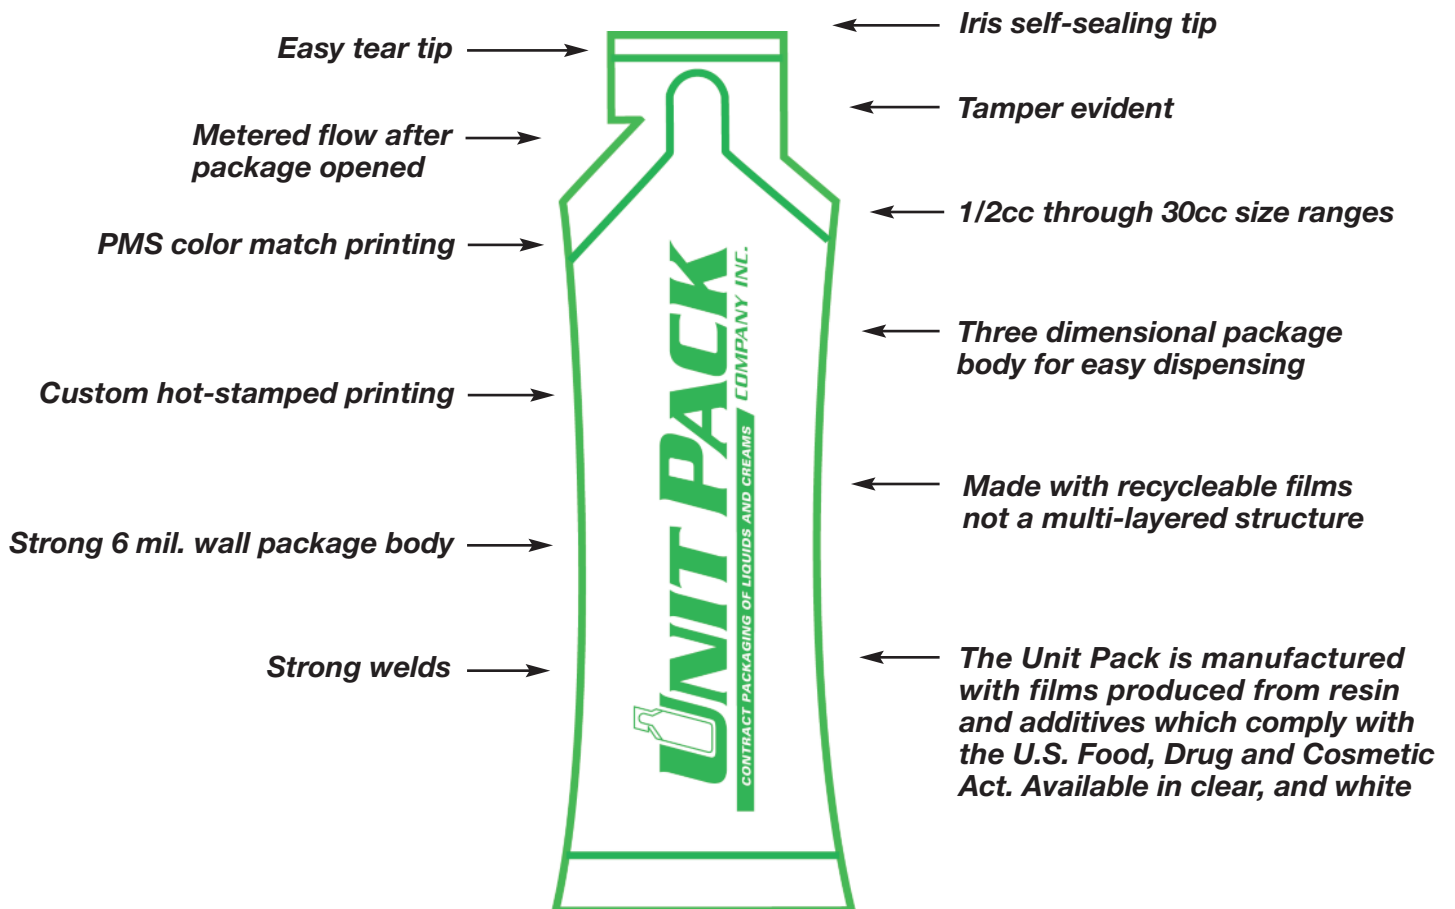 Easy tear tip
Metered flow after
package opened
PMS color match printing
Custom hot-stamped printing
Strong 6 mil. wall package body
Strong welds
UNIT PACK
COMPANY INC.
CONTRACT PACKAGING OF LIQUIDS AND CREAMS
Iris self-sealing tip
Tamper evident
1/2cc through 30cc size ranges
Three dimensional package
body for easy dispensing
Made with recycleable films
not a multi-layered structure
The Unit Pack is manufactured
with films produced from resin
and additives which comply with
the U.S. Food, Drug and Cosmetic
Act. Available in clear, and white